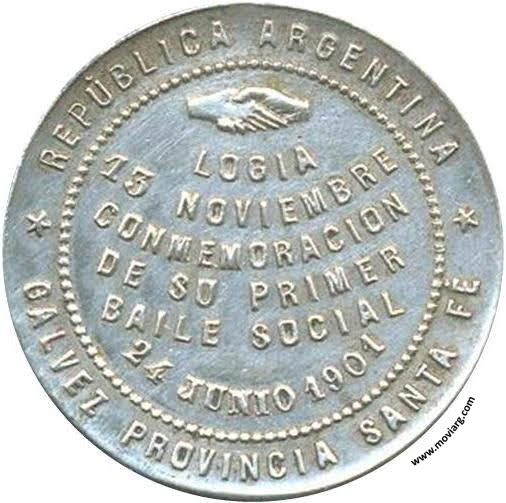 REPÚBLICA ARGENTINA
LOGIA
13 NOVIEMBRE
CONMEMORACION
DE SU PRIMER
BAILE SOCIAL
24 JUNIO 1901
* GALVEZ PROVINCIA SANTA FÉ *
www.moviarg.com